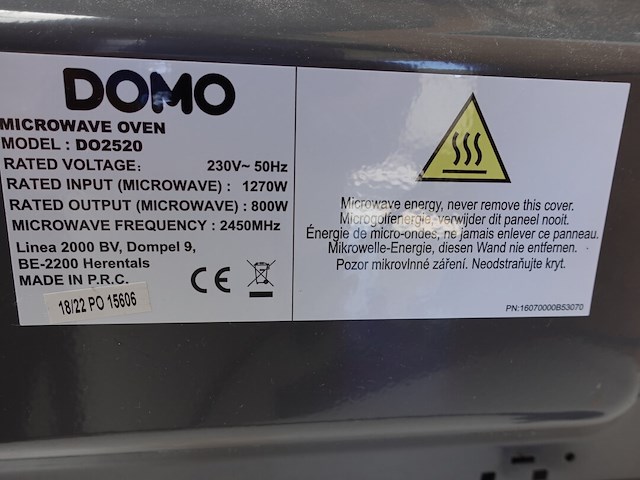 DOMO
MICROWAVE OVEN
MODEL : DO2520
RATED VOLTAGE: 230V~ 50Hz
RATED INPUT (MICROWAVE) : 1270W
RATED OUTPUT (MICROWAVE) : 800W
MICROWAVE FREQUENCY : 2450MHz
Linea 2000 BV, Dompel 9,
BE-2200 Herentals
MADE IN P.R.C.
CE
18/22 PO 15606
Microwave energy, never remove this cover.
Microgolfenergie, verwijder dit paneel nooit.
Énergie de micro-ondes, ne jamais enlever ce panneau.
Mikrowelle-Energie, diesen Wand nie entfernen.
Pozor mikrovlnné záření. Neodstraňujte kryt.
PN:16070000B53070